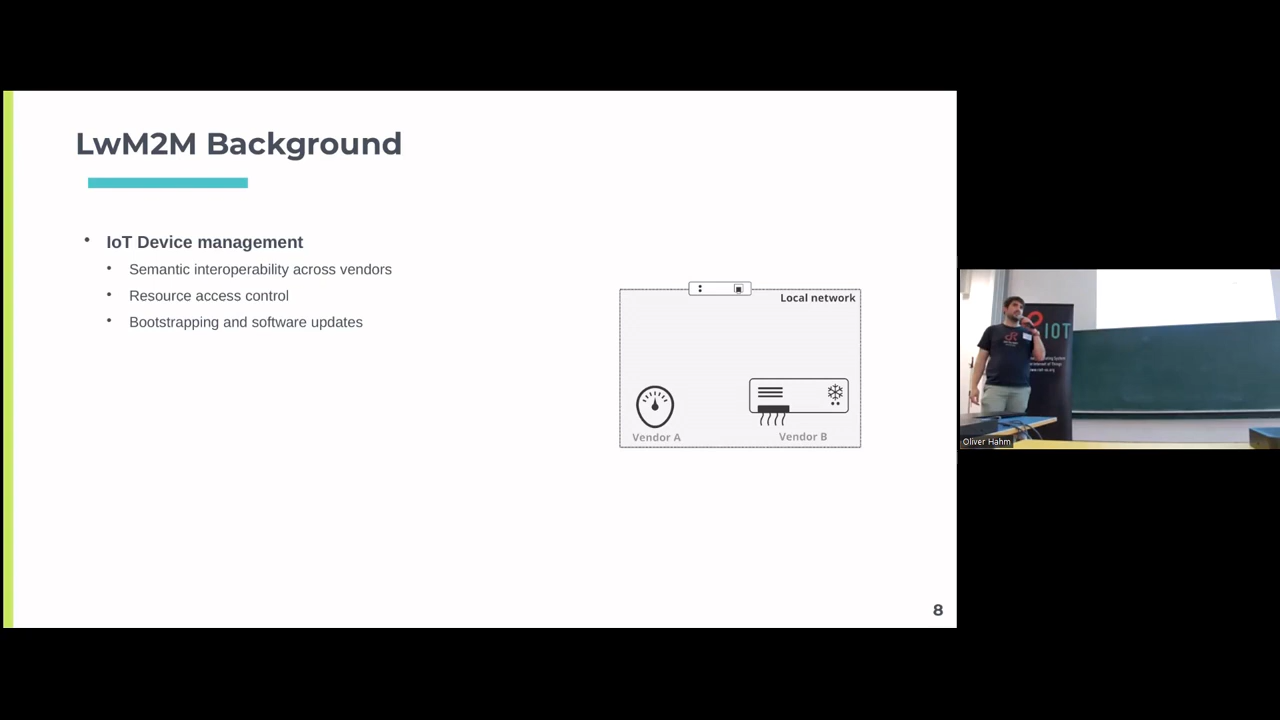 LwM2M Background
IoT Device management
Semantic interoperability across vendors
Resource access control
Bootstrapping and software updates
Local network
Vendor A
Vendor B
8
IOT
Oliver Hahm